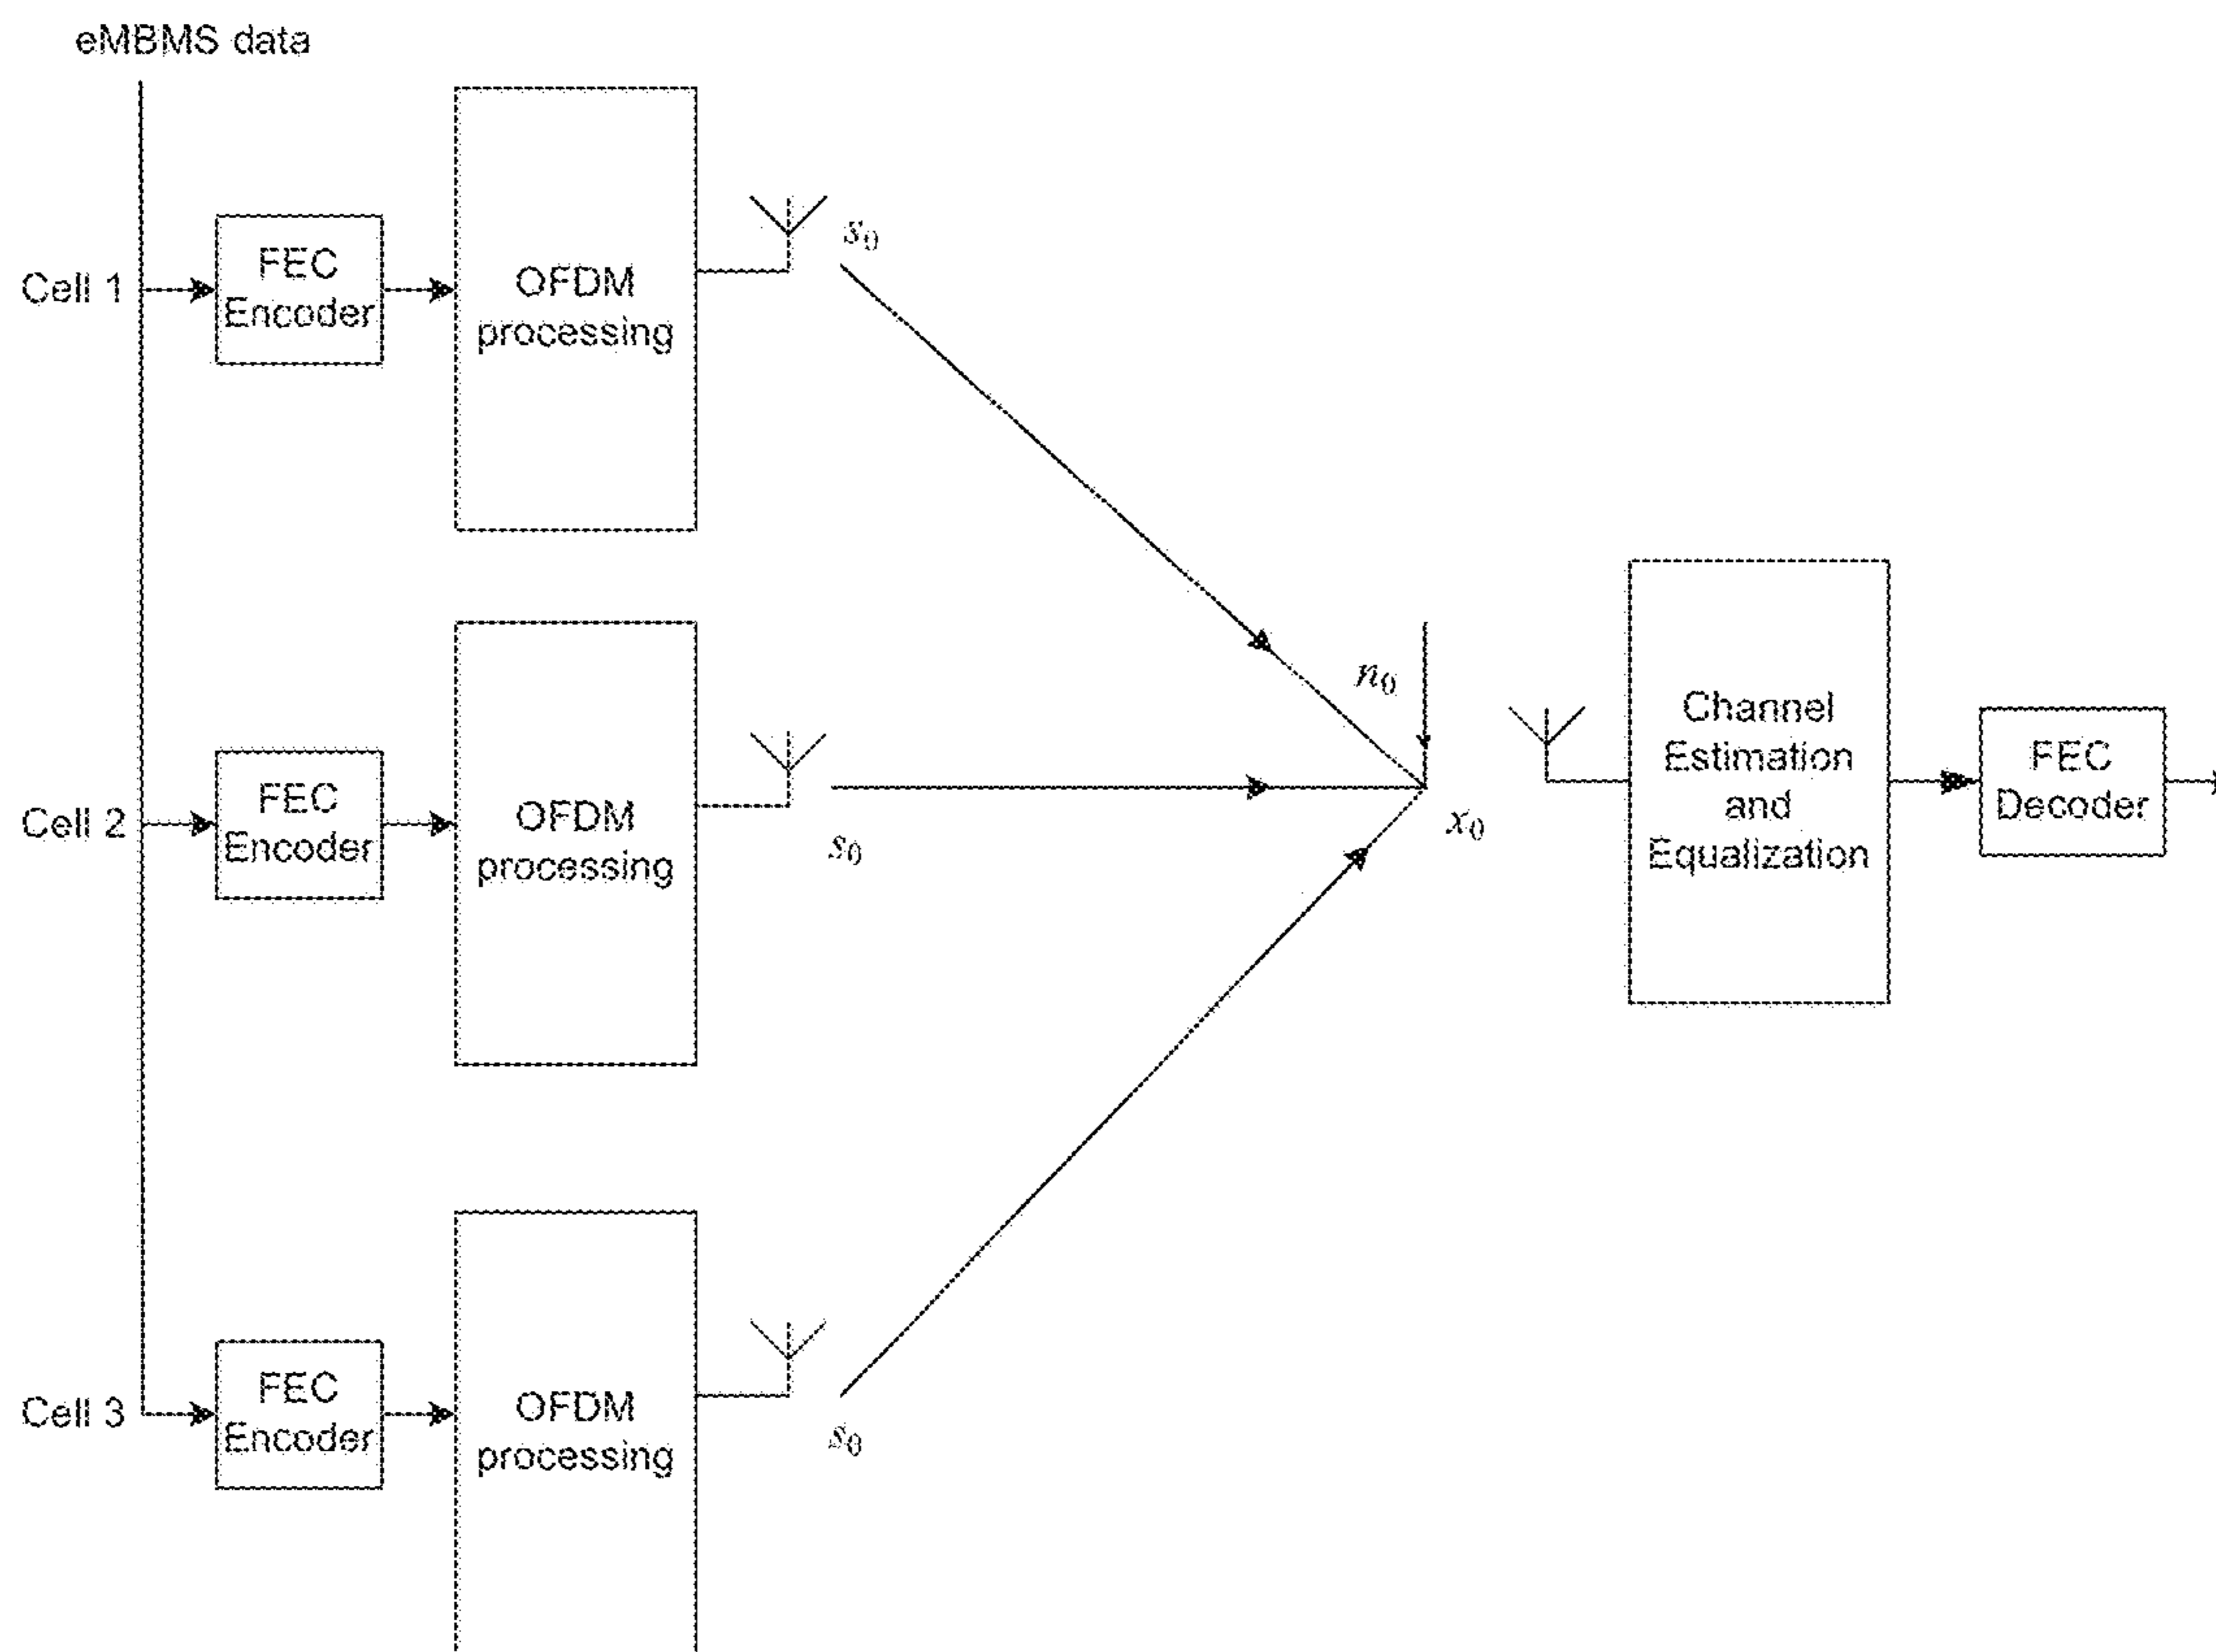 eMBMS data
Cell 1
FEC
Encoder
OFDM
processing
s₀
Cell 2
FEC
Encoder
OFDM
processing
s₀
n₀
x₀
Channel
Estimation
and
Equalization
FEC
Decoder
Cell 3
FEC
Encoder
OFDM
processing
s₀